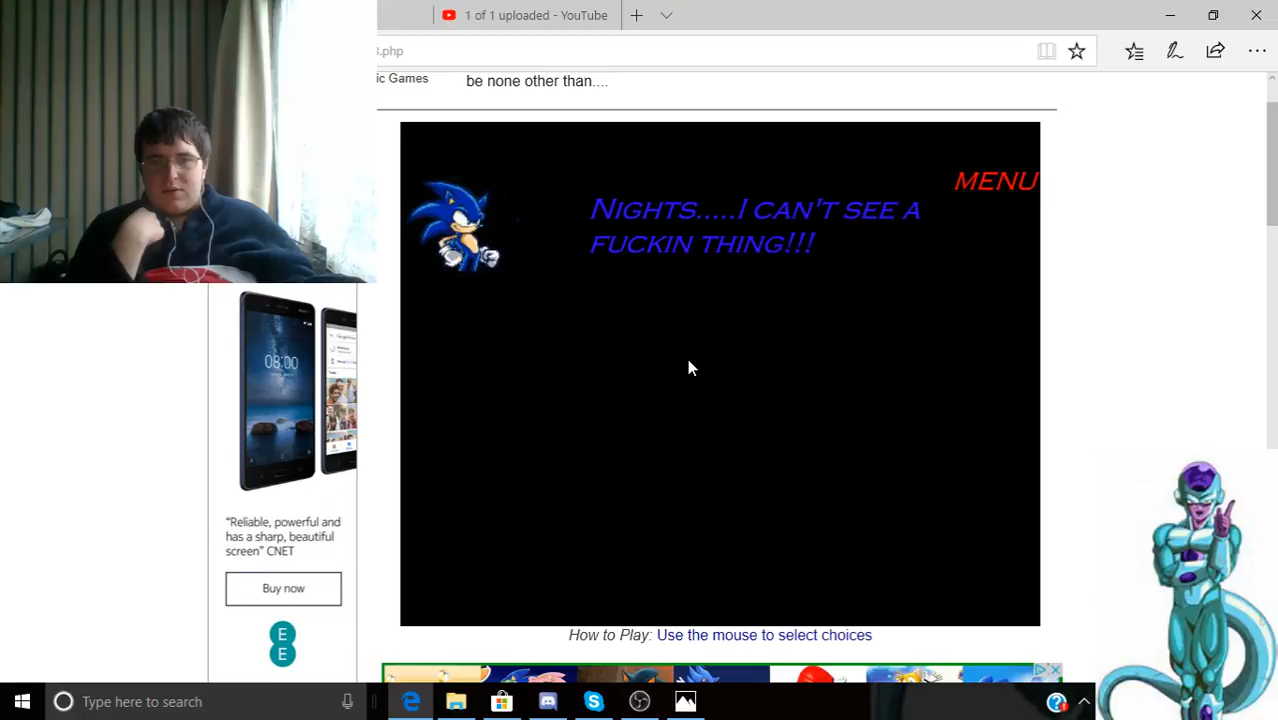 1 of 1 uploaded - YouTube
3.php
ic Games
be none other than....
MENU
NIGHTS.....I CAN'T SEE A
FUCKIN THING!!!
08:00
"Reliable, powerful and
has a sharp, beautiful
screen" CNET
Buy now
E
E
How to Play: Use the mouse to select choices
Type here to search